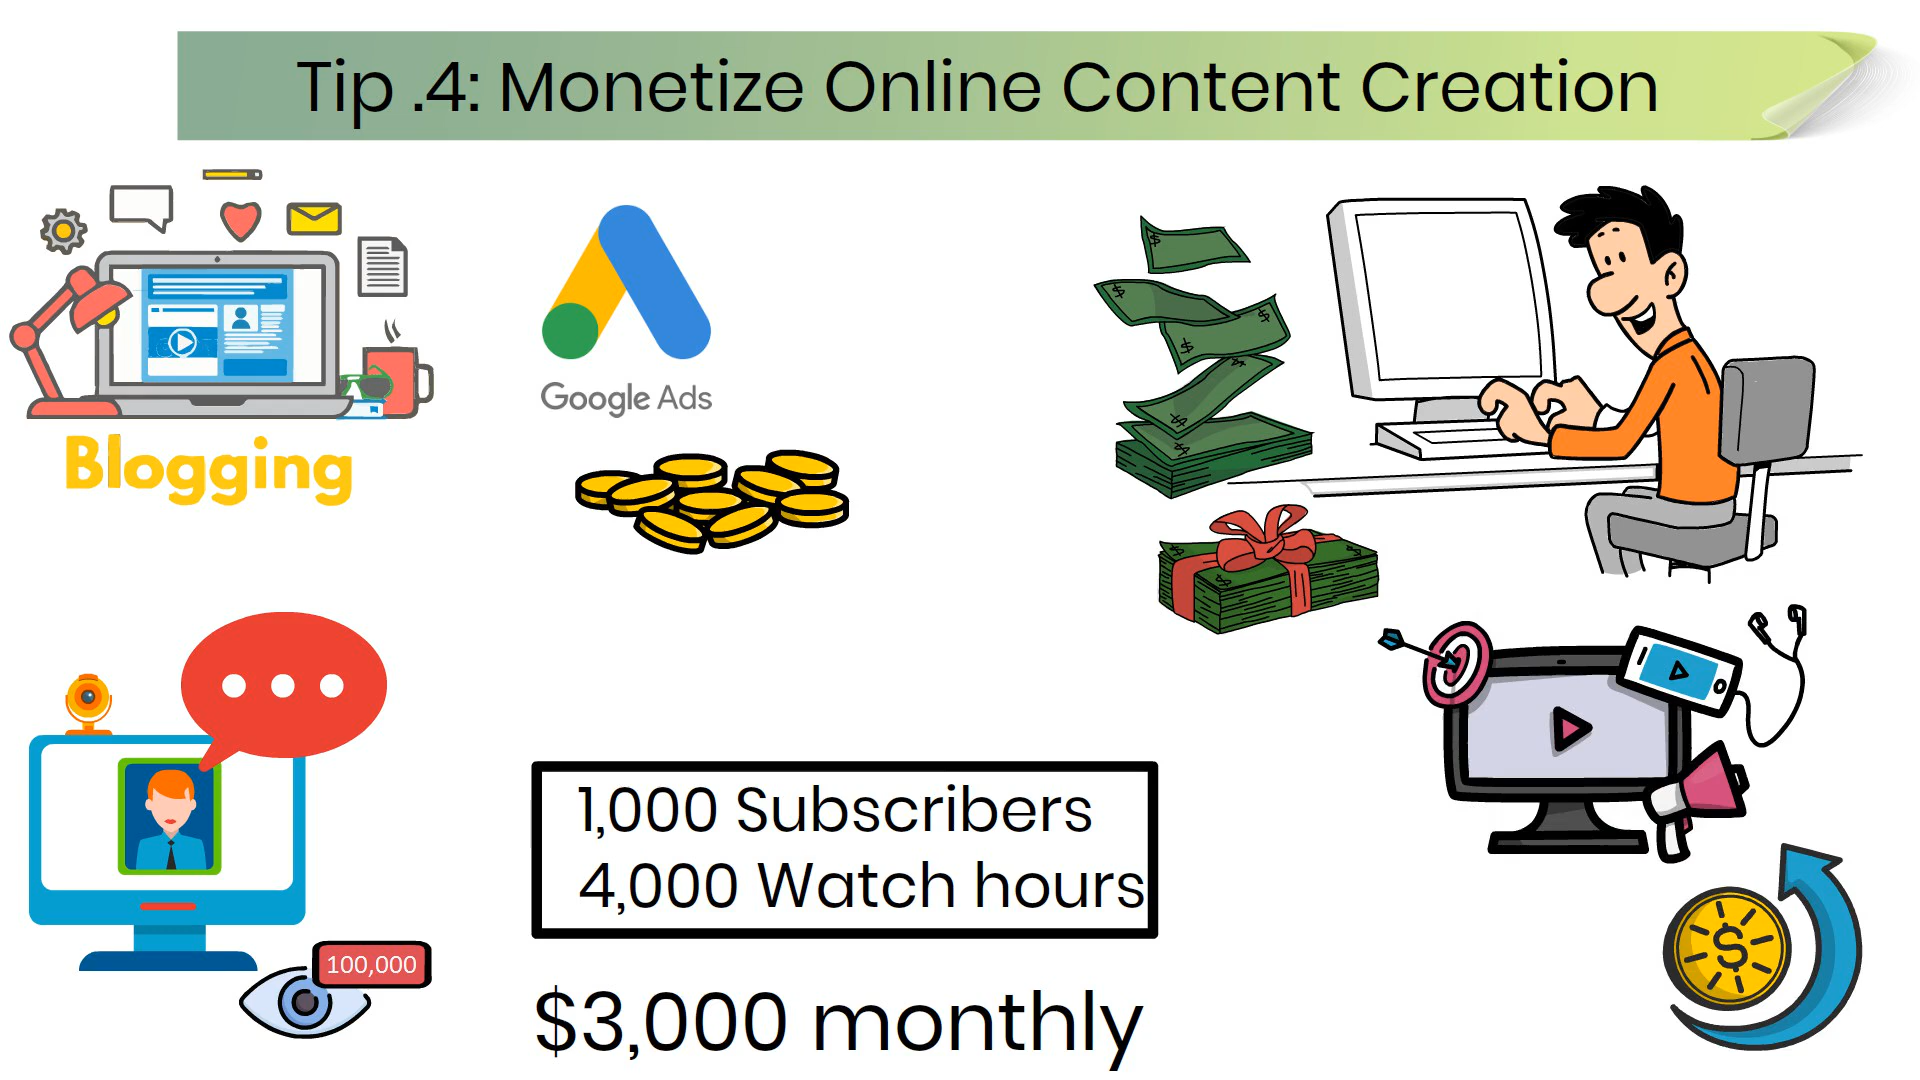 Tip .4: Monetize Online Content Creation
Google Ads
Blogging
1,000 Subscribers
4,000 Watch hours
100,000
$3,000 monthly